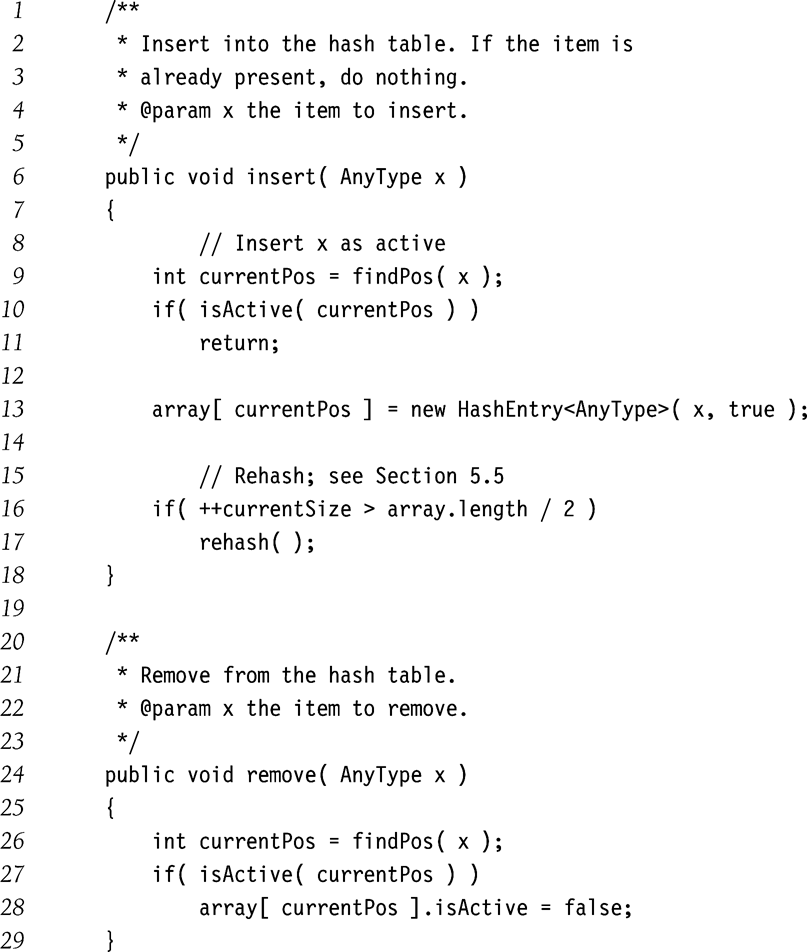 1 /**
2 * Insert into the hash table. If the item is
3 * already present, do nothing.
4 * @param x the item to insert.
5 */
6 public void insert( AnyType x )
7 {
8 // Insert x as active
9 int currentPos = findPos( x );
10 if( isActive( currentPos ) )
11 return;
12
13 array[ currentPos ] = new HashEntry<AnyType>( x, true );
14
15 // Rehash; see Section 5.5
16 if( ++currentSize > array.length / 2 )
17 rehash( );
18 }
19
20 /**
21 * Remove from the hash table.
22 * @param x the item to remove.
23 */
24 public void remove( AnyType x )
25 {
26 int currentPos = findPos( x );
27 if( isActive( currentPos ) )
28 array[ currentPos ].isActive = false;
29 }